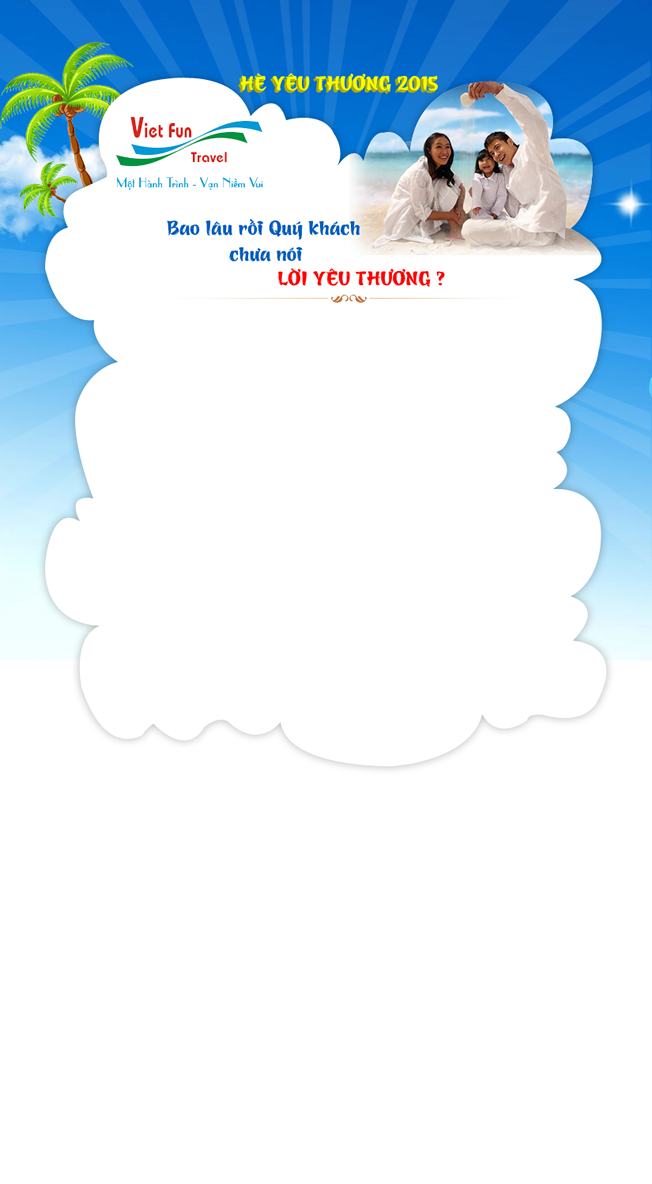 HÈ YÊU THƯƠNG 2015
Viet Fun
Travel
Một Hành Trình - Vạn Niềm Vui
Bao lâu rồi Quý khách
chưa nói
LỜI YÊU THƯƠNG ?